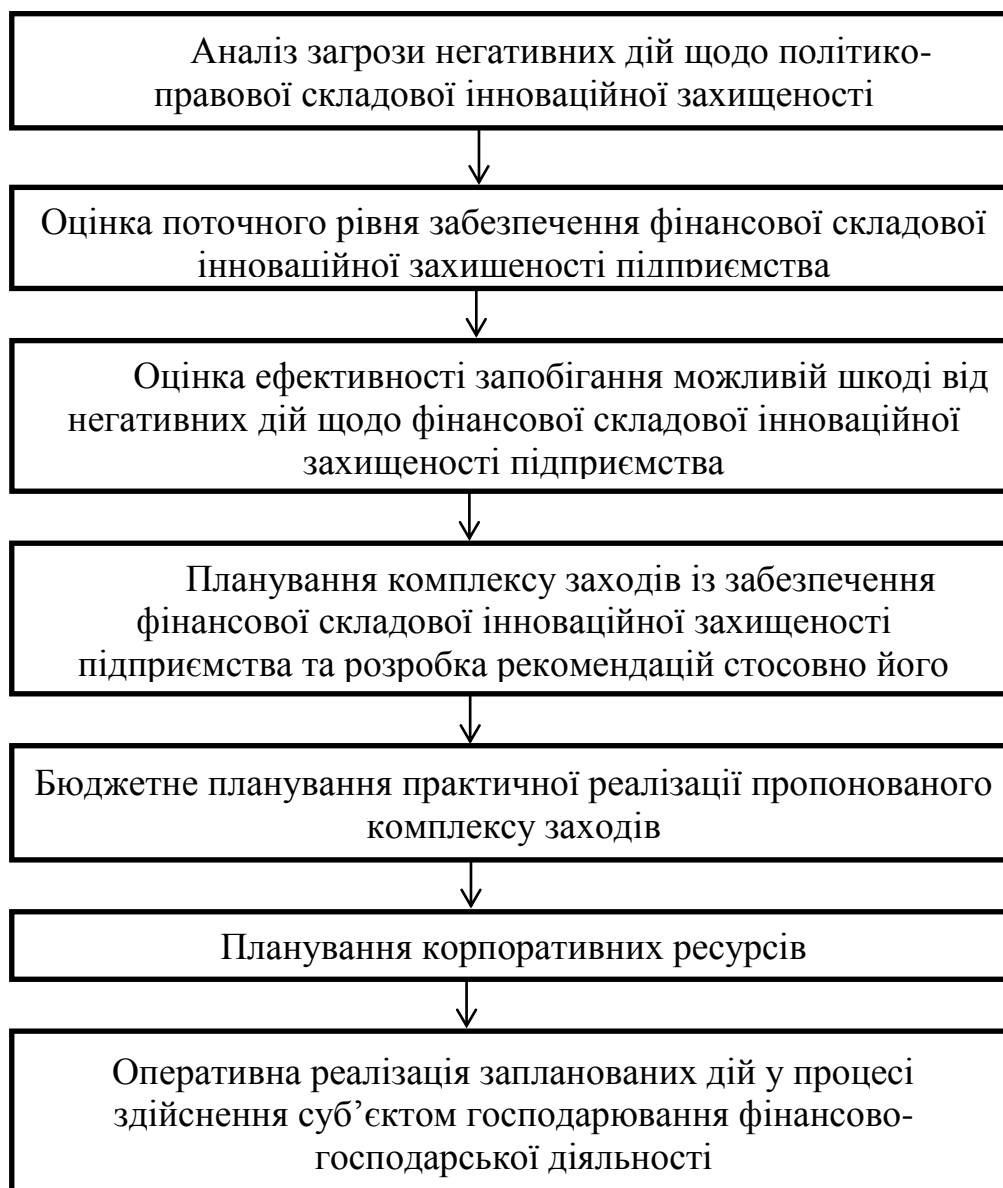 Аналіз загрози негативних дій щодо політико-
правової складової інноваційної захищеності
Оцінка поточного рівня забезпечення фінансової складової
інноваційної захищеності підприємства
Оцінка ефективності запобігання можливій шкоді від
негативних дій щодо фінансової складової інноваційної
захищеності підприємства
Планування комплексу заходів із забезпечення
фінансової складової інноваційної захищеності
підприємства та розробка рекомендацій стосовно його
Бюджетне планування практичної реалізації пропонованого
комплексу заходів
Планування корпоративних ресурсів
Оперативна реалізація запланованих дій у процесі
здійснення суб’єктом господарювання фінансово-
господарської діяльності